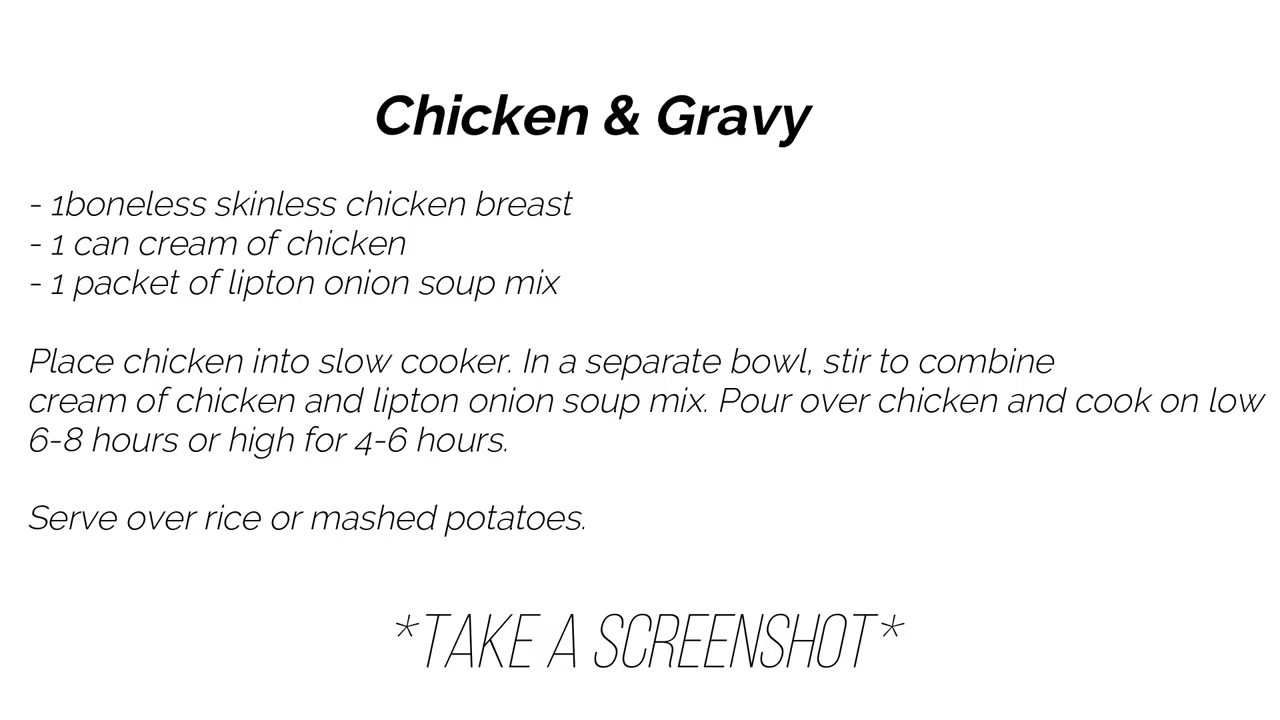 Chicken & Gravy
- 1boneless skinless chicken breast
- 1 can cream of chicken
- 1 packet of lipton onion soup mix
Place chicken into slow cooker. In a separate bowl, stir to combine
cream of chicken and lipton onion soup mix. Pour over chicken and cook on low
6-8 hours or high for 4-6 hours.
Serve over rice or mashed potatoes.
*TAKE A SCREENSHOT*